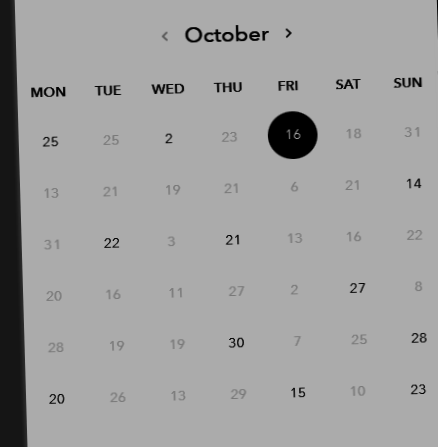 ‹ October ›
MON TUE WED THU FRI SAT SUN
25 25 2 23 16 18 31
13 21 19 21 6 21 14
31 22 3 21 13 16 22
20 16 11 27 2 27 8
28 19 19 30 7 25 28
20 26 13 29 15 10 23